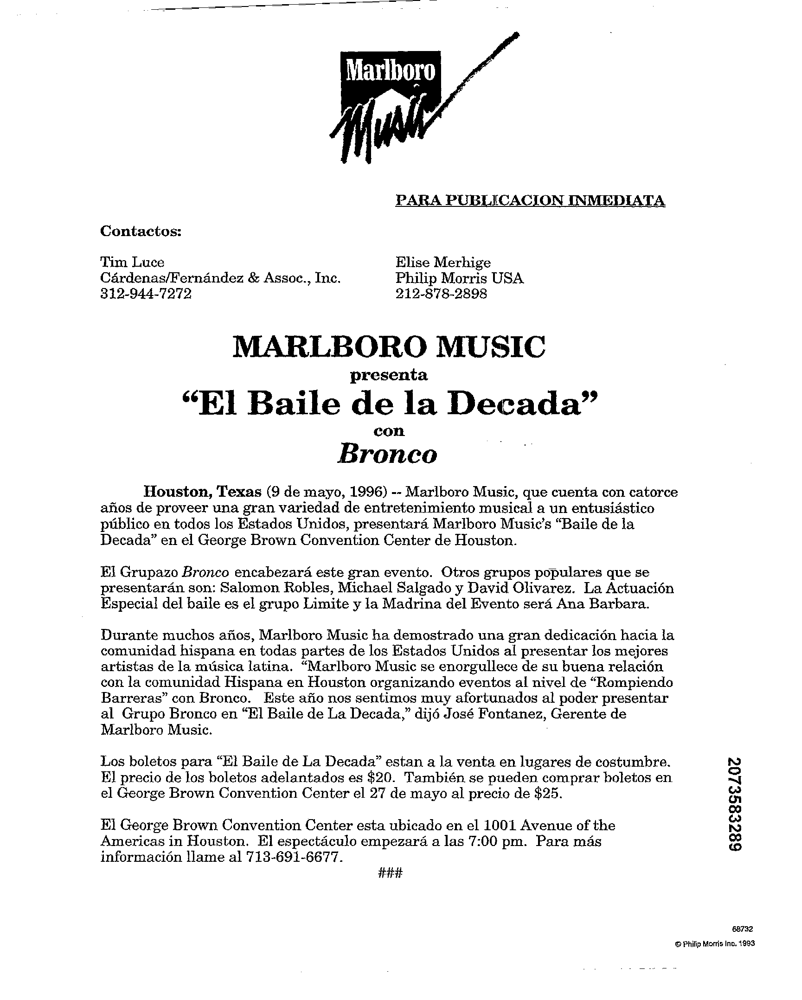 Marlboro
Music
PARA PUBLICACION INMEDIATA
Contactos:
Tim Luce
Cárdenas/Fernández & Assoc., Inc.
312-944-7272
Elise Merhige
Philip Morris USA
212-878-2898
MARLBORO MUSIC
presenta
“El Baile de la Decada”
con
Bronco
Houston, Texas (9 de mayo, 1996) -- Marlboro Music, que cuenta con catorce
años de proveer una gran variedad de entretenimiento musical a un entusiástico
público en todos los Estados Unidos, presentará Marlboro Music’s “Baile de la
Decada” en el George Brown Convention Center de Houston.
El Grupazo Bronco encabezará este gran evento. Otros grupos populares que se
presentarán son: Salomon Robles, Michael Salgado y David Olivarez. La Actuación
Especial del baile es el grupo Limite y la Madrina del Evento será Ana Barbara.
Durante muchos años, Marlboro Music ha demostrado una gran dedicación hacia la
comunidad hispana en todas partes de los Estados Unidos al presentar los mejores
artistas de la música latina. “Marlboro Music se enorgullece de su buena relación
con la comunidad Hispana en Houston organizando eventos al nivel de “Rompiendo
Barreras” con Bronco. Este año nos sentimos muy afortunados al poder presentar
al Grupo Bronco en “El Baile de La Decada,” dijó José Fontanez, Gerente de
Marlboro Music.
Los boletos para “El Baile de La Decada” estan a la venta en lugares de costumbre.
El precio de los boletos adelantados es $20. También se pueden comprar boletos en
el George Brown Convention Center el 27 de mayo al precio de $25.
El George Brown Convention Center esta ubicado en el 1001 Avenue of the
Americas in Houston. El espectáculo empezará a las 7:00 pm. Para más
información llame al 713-691-6677.
###
2073583289
68732
© Philip Morris Inc. 1993